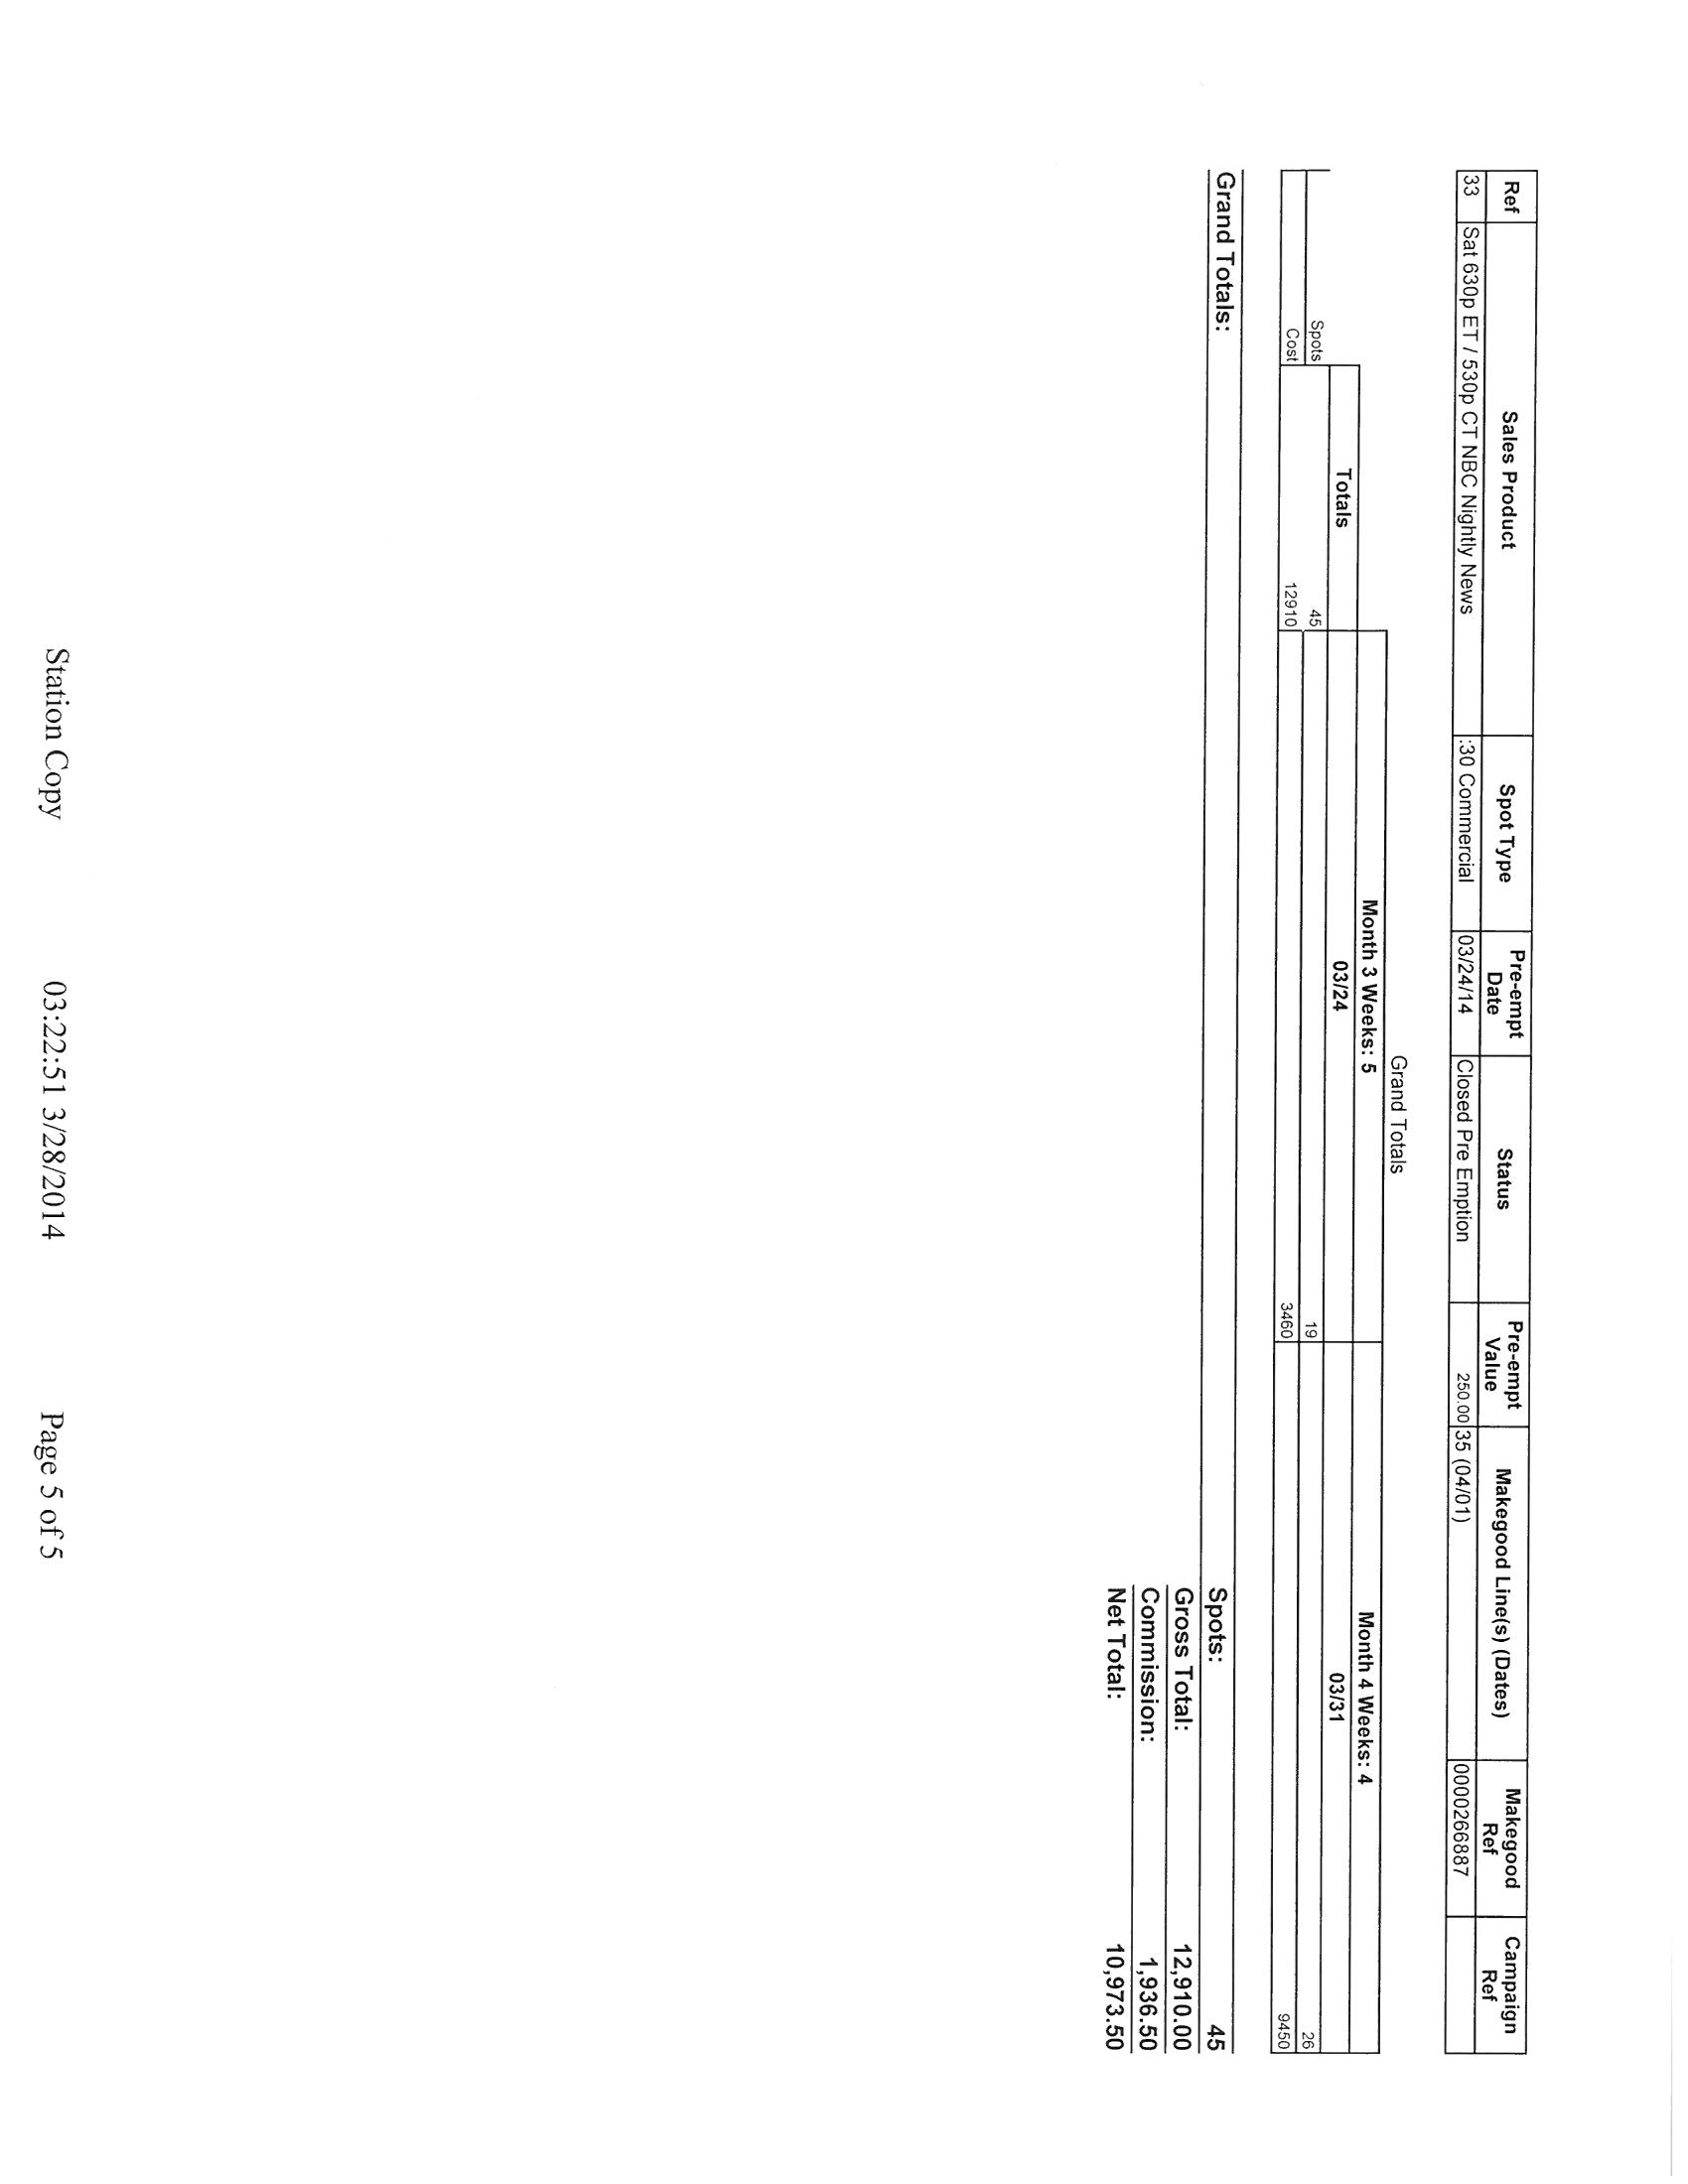 Ref Sales Product Spot Type Pre-empt Date Status Pre-empt Value Makegood Line(s) (Dates) Makegood Ref Campaign Ref
33 Sat 630p ET / 530p CT NBC Nightly News :30 Commercial 03/24/14 Closed Pre Emption 250.00 35 (04/01) 0000266887
Grand Totals
Month 3 Weeks: 5 Month 4 Weeks: 4
Totals 03/24 03/31
Spots 45 19 26
Cost 12910 3460 9450
Grand Totals: Spots: 45
Gross Total: 12,910.00
Commission: 1,936.50
Net Total: 10,973.50
Station Copy 03:22:51 3/28/2014 Page 5 of 5